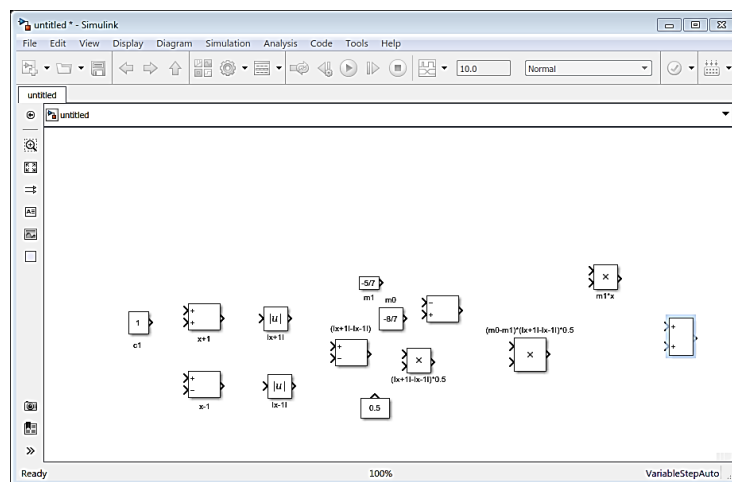 untitled * - Simulink
File Edit View Display Diagram Simulation Analysis Code Tools Help
10.0 Normal
untitled
untitled
-5/7
m1
m0
-8/7
1
c1
+
+
x+1
|u|
|x+1|
(|x+1|-|x-1|)
+
-
-
+
×
m1*x
(m0-m1)*(|x+1|-|x-1|)*0.5
×
+
+
+
-
x-1
|u|
|x-1|
×
(|x+1|-|x-1|)*0.5
0.5
Ready 100% VariableStepAuto